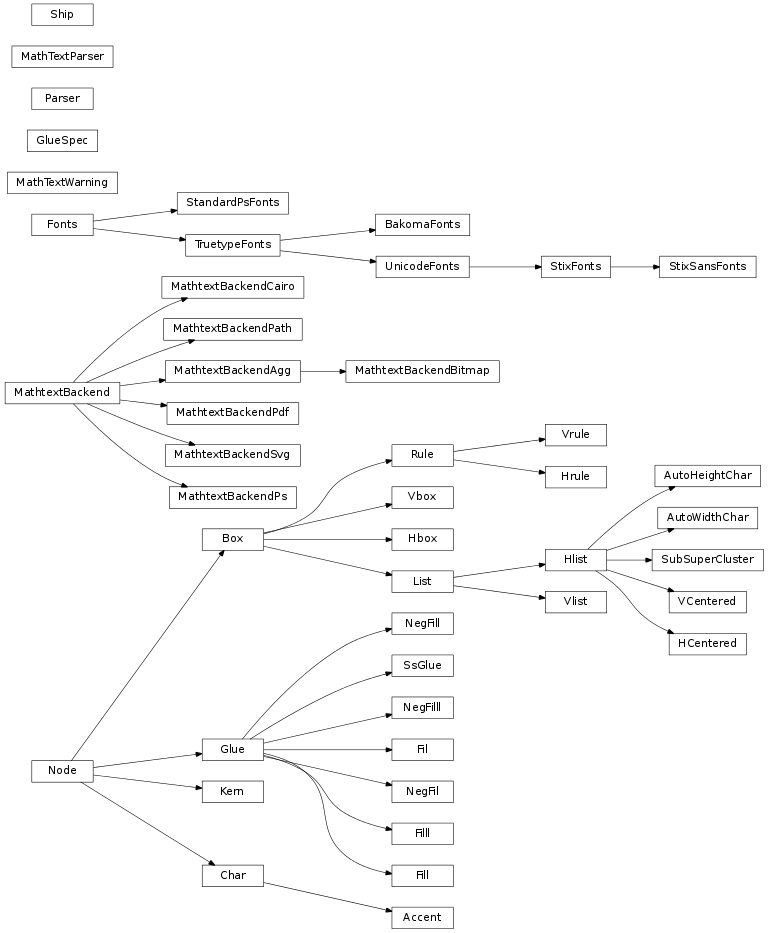 Ship
MathTextParser
Parser
GlueSpec
MathTextWarning
StandardPsFonts
Fonts
BakomaFonts
TruetypeFonts
UnicodeFonts
StixFonts
StixSansFonts
MathtextBackendCairo
MathtextBackendPath
MathtextBackendAgg
MathtextBackendBitmap
MathtextBackend
MathtextBackendPdf
MathtextBackendSvg
MathtextBackendPs
Vrule
Rule
Hrule
AutoHeightChar
Vbox
AutoWidthChar
Box
Hbox
Hlist
SubSuperCluster
List
Vlist
VCentered
HCentered
NegFill
SsGlue
NegFilll
Glue
Fil
Node
Kern
NegFil
Filll
Char
Fill
Accent